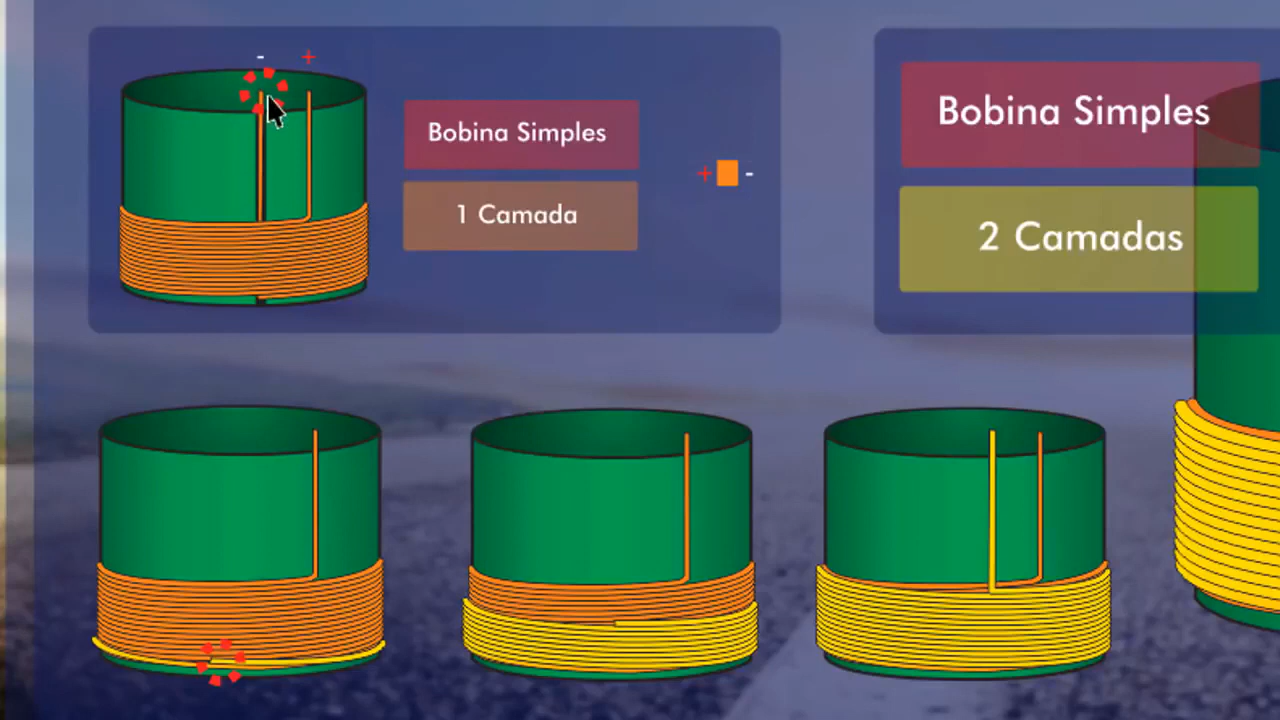 - +
Bobina Simples
1 Camada
+ -
Bobina Simples
2 Camadas